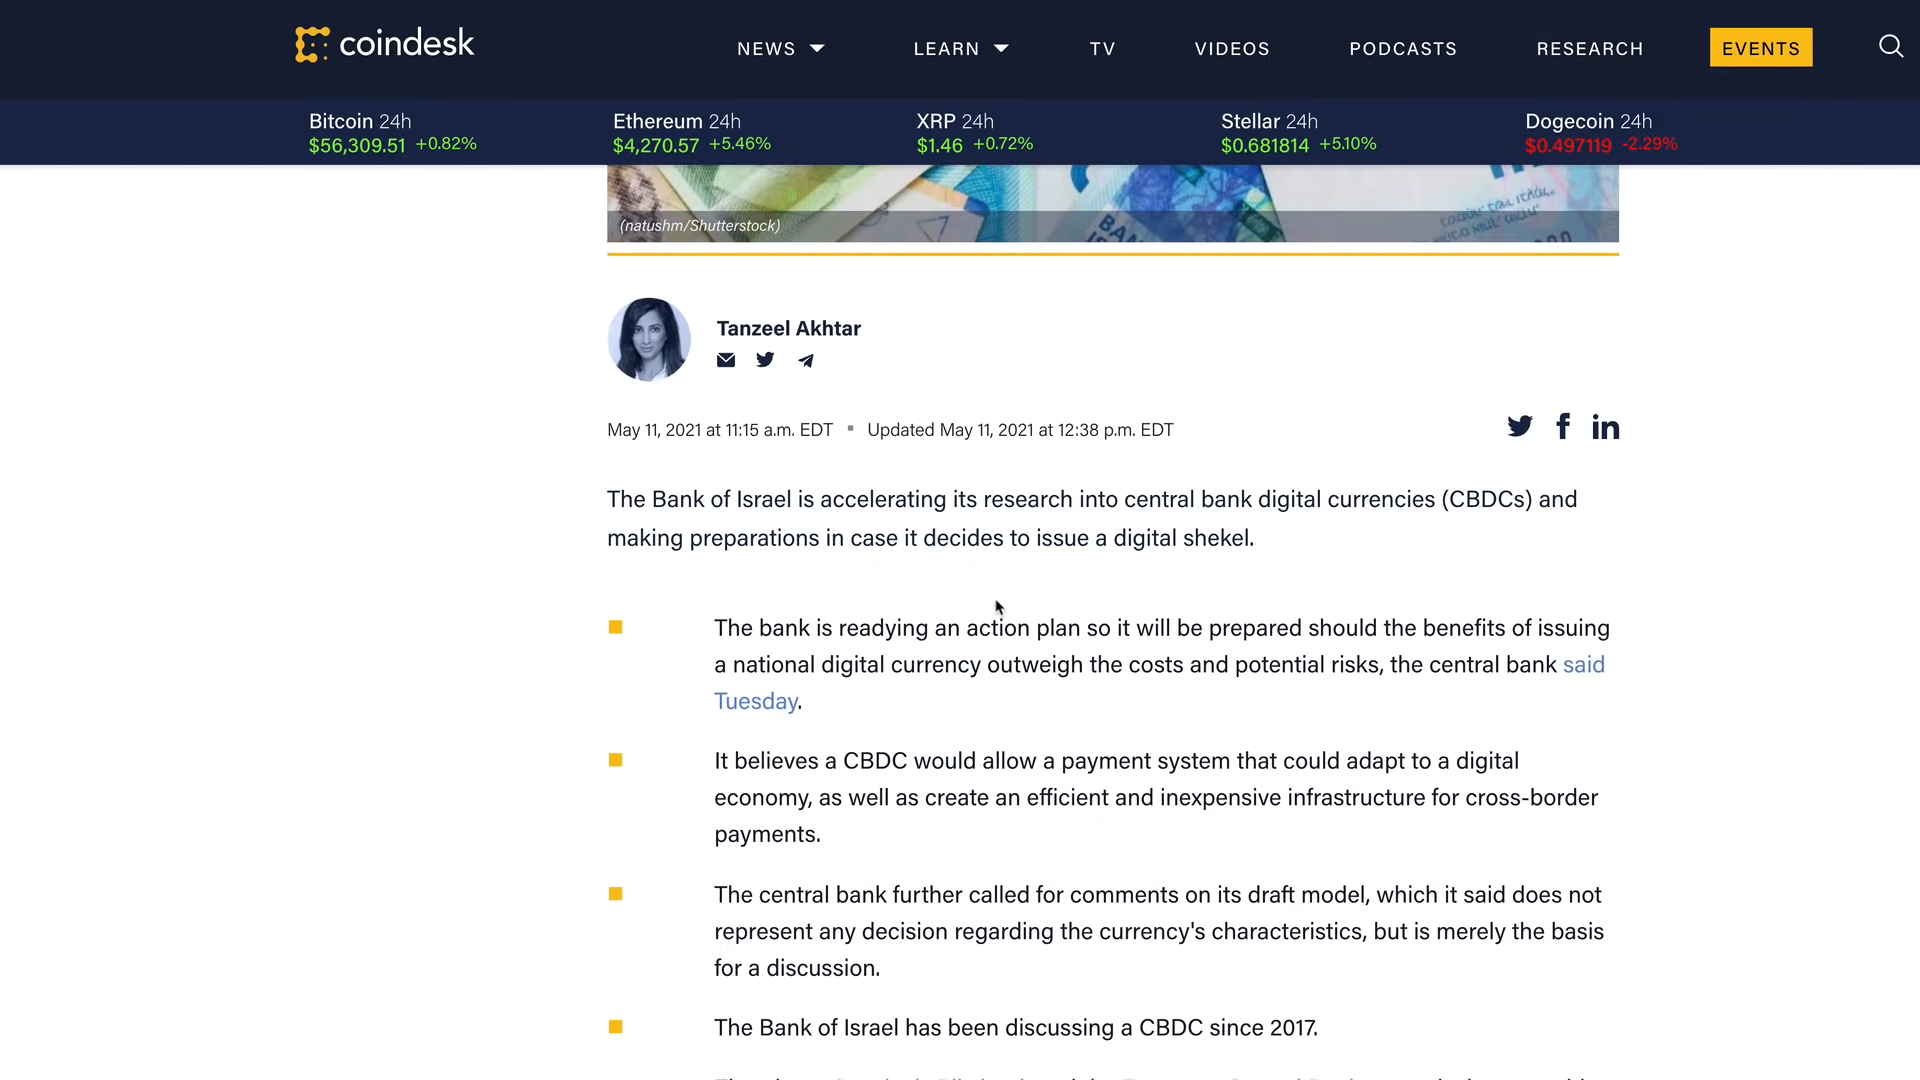 coindesk
NEWS
LEARN
TV
VIDEOS
PODCASTS
RESEARCH
EVENTS
Bitcoin 24h
$56,309.51 +0.82%
Ethereum 24h
$4,270.57 +5.46%
XRP 24h
$1.46 +0.72%
Stellar 24h
$0.681814 +5.10%
Dogecoin 24h
$0.497119 -2.29%
(natushm/Shutterstock)
Tanzeel Akhtar
May 11, 2021 at 11:15 a.m. EDT ▪ Updated May 11, 2021 at 12:38 p.m. EDT
The Bank of Israel is accelerating its research into central bank digital currencies (CBDCs) and
making preparations in case it decides to issue a digital shekel.
The bank is readying an action plan so it will be prepared should the benefits of issuing
a national digital currency outweigh the costs and potential risks, the central bank said
Tuesday.
It believes a CBDC would allow a payment system that could adapt to a digital
economy, as well as create an efficient and inexpensive infrastructure for cross-border
payments.
The central bank further called for comments on its draft model, which it said does not
represent any decision regarding the currency's characteristics, but is merely the basis
for a discussion.
The Bank of Israel has been discussing a CBDC since 2017.